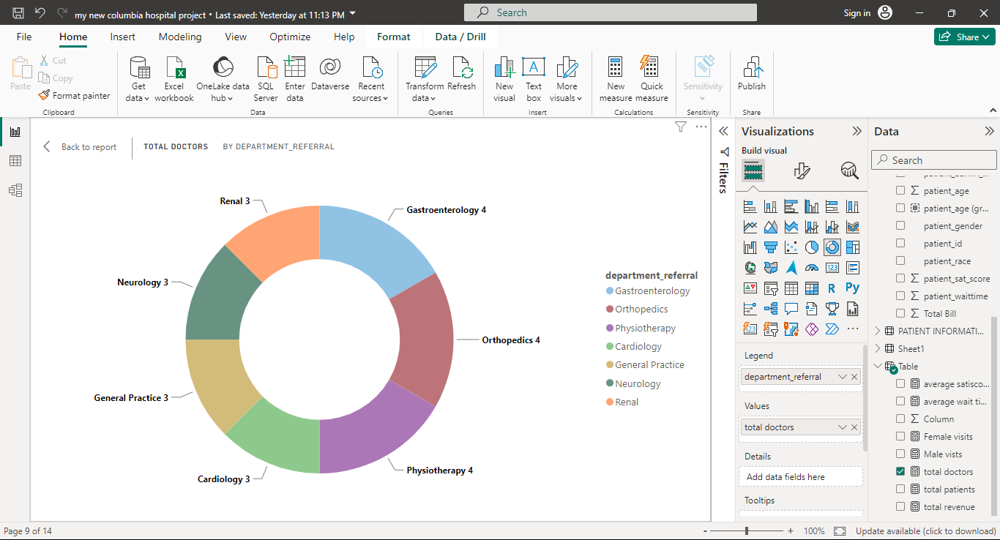 my new columbia hospital project • Last saved: Yesterday at 11:13 PM
Search
Sign in
File Home Insert Modeling View Optimize Help Format Data / Drill
Share
Paste
Cut
Copy
Format painter
Clipboard
Get data
Excel workbook
OneLake data hub
SQL Server
Enter data
Dataverse
Recent sources
Data
Transform data
Refresh
Queries
New visual
Text box
More visuals
Insert
New measure
Quick measure
Calculations
Sensitivity
Sensitivity
Publish
Share
Back to report
TOTAL DOCTORS BY DEPARTMENT_REFERRAL
Renal 3
Gastroenterology 4
Neurology 3
Orthopedics 4
General Practice 3
Cardiology 3
Physiotherapy 4
department_referral
Gastroenterology
Orthopedics
Physiotherapy
Cardiology
General Practice
Neurology
Renal
Filters
Visualizations
Build visual
123
R
Py
123
Legend
department_referral
Values
total doctors
Details
Add data fields here
Tooltips
Data
Search
patient_age
patient_age (gr...
patient_gender
patient_id
patient_race
patient_sat_score
patient_waittime
Total Bill
PATIENT INFORMATI...
Sheet1
Table
average satisco...
average wait ti...
Column
Female visits
Male vists
total doctors
total patients
total revenue
Page 9 of 14
- + 100%
Update available (click to download)